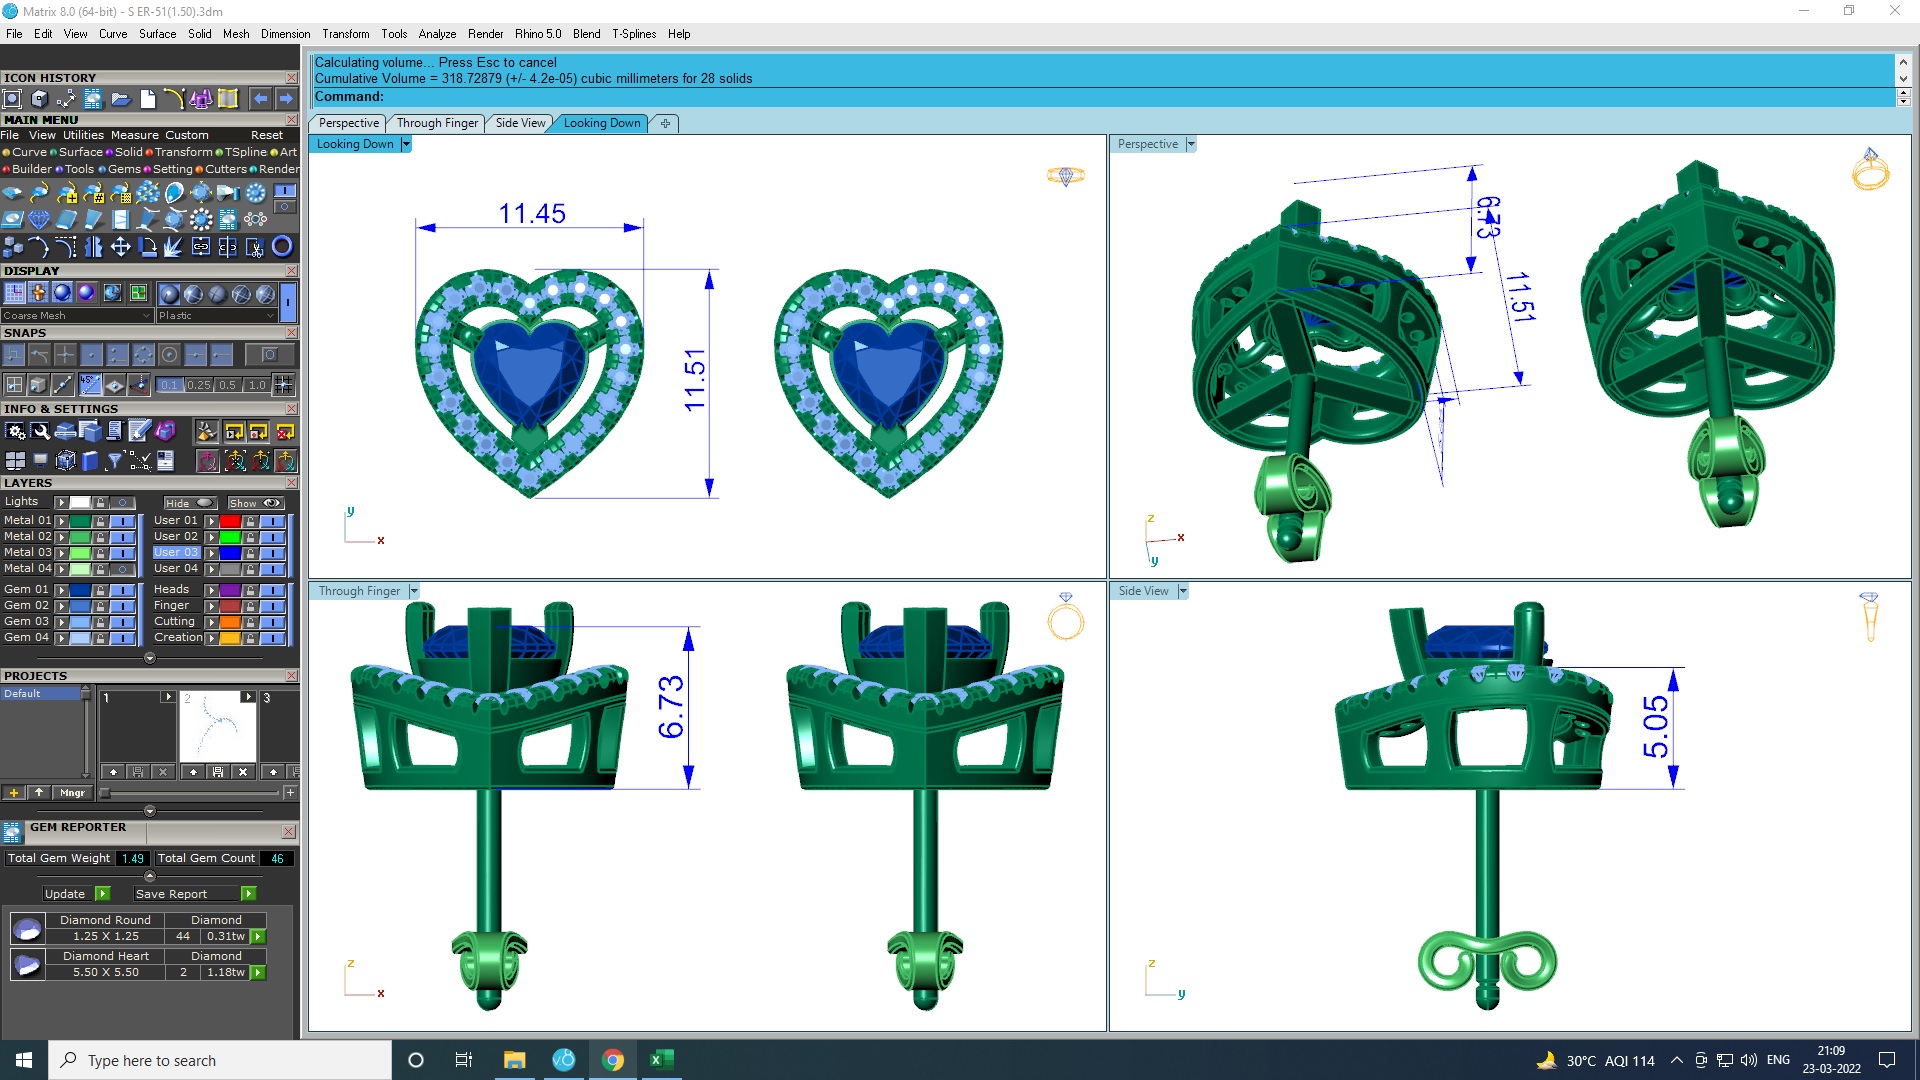 Matrix 8.0 (64-bit) - S ER-51(1.50).3dm
File Edit View Curve Surface Solid Mesh Dimension Transform Tools Analyze Render Rhino 5.0 Blend T-Splines Help
Calculating volume... Press Esc to cancel
Cumulative Volume = 318.72879 (+/- 4.2e-05) cubic millimeters for 28 solids
Command:
ICON HISTORY
MAIN MENU
File View Utilities Measure Custom Reset
Curve Surface Solid Transform TSpline Art
Builder Tools Gems Setting Cutters Render
DISPLAY
Coarse Mesh Plastic
SNAPS
0.1 0.25 0.5 1.0
INFO & SETTINGS
LAYERS
Lights Hide Show
Metal 01 User 01
Metal 02 User 02
Metal 03 User 03
Metal 04 User 04
Gem 01 Heads
Gem 02 Finger
Gem 03 Cutting
Gem 04 Creation
PROJECTS
Default 1 2 3
Mngr
GEM REPORTER
Total Gem Weight 1.49 Total Gem Count 46
Update Save Report
Diamond Round Diamond
1.25 X 1.25 44 0.31tw
Diamond Heart Diamond
5.50 X 5.50 2 1.18tw
Perspective Through Finger Side View Looking Down
Looking Down
11.45
11.51
y
x
Perspective
6.73
11.51
z
x
y
Through Finger
6.73
z
x
Side View
5.05
z
y
Type here to search
30°C AQI 114 ENG
21:09
23-03-2022